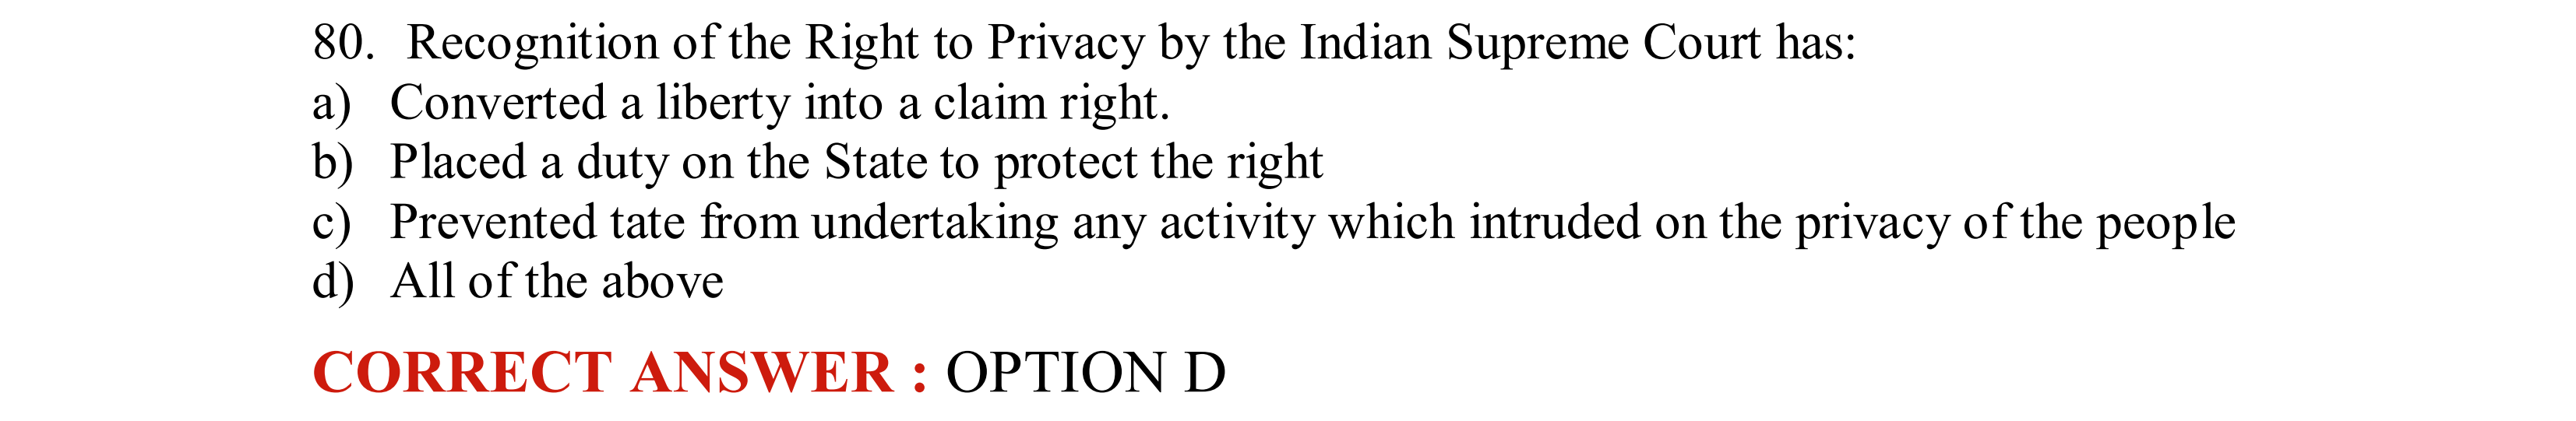 80. Recognition of the Right to Privacy by the Indian Supreme Court has:
a) Converted a liberty into a claim right.
b) Placed a duty on the State to protect the right
c) Prevented tate from undertaking any activity which intruded on the privacy of the people
d) All of the above
CORRECT ANSWER : OPTION D